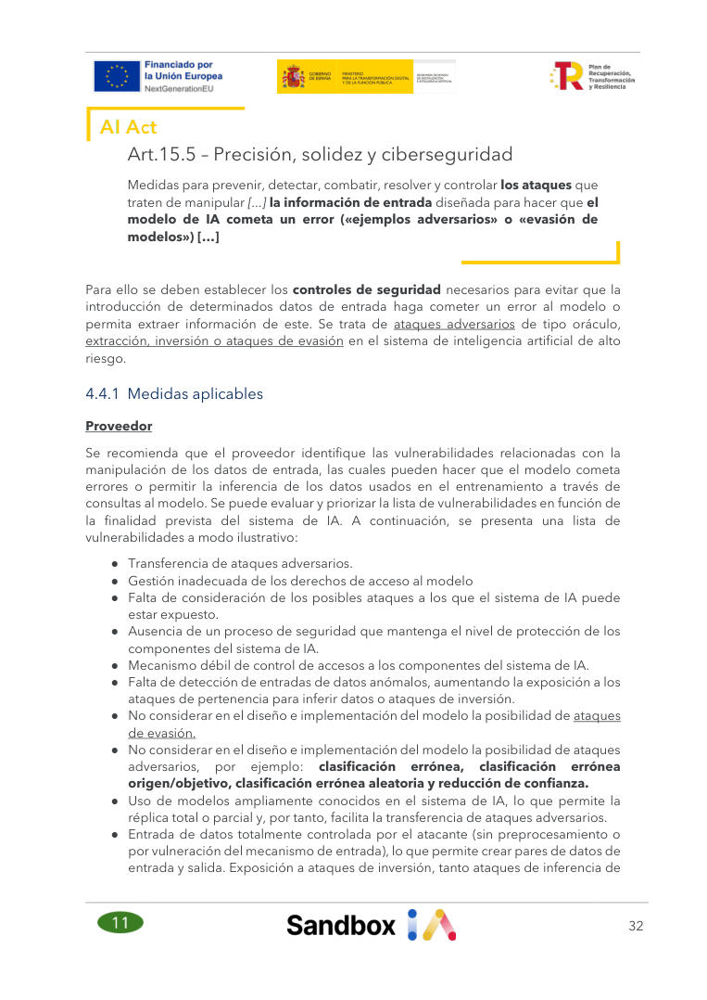 Financiado por
la Unión Europea
NextGenerationEU
GOBIERNO
DE ESPAÑA
MINISTERIO
PARA LA TRANSFORMACIÓN DIGITAL
Y DE LA FUNCIÓN PÚBLICA
SECRETARÍA DE ESTADO
DE DIGITALIZACIÓN
E INTELIGENCIA ARTIFICIAL
Plan de
Recuperación,
Transformación
y Resiliencia
AI Act
Art.15.5 – Precisión, solidez y ciberseguridad
Medidas para prevenir, detectar, combatir, resolver y controlar los ataques que
traten de manipular [...] la información de entrada diseñada para hacer que el
modelo de IA cometa un error («ejemplos adversarios» o «evasión de
modelos») [...]
Para ello se deben establecer los controles de seguridad necesarios para evitar que la
introducción de determinados datos de entrada haga cometer un error al modelo o
permita extraer información de este. Se trata de ataques adversarios de tipo oráculo,
extracción, inversión o ataques de evasión en el sistema de inteligencia artificial de alto
riesgo.
4.4.1 Medidas aplicables
Proveedor
Se recomienda que el proveedor identifique las vulnerabilidades relacionadas con la
manipulación de los datos de entrada, las cuales pueden hacer que el modelo cometa
errores o permitir la inferencia de los datos usados en el entrenamiento a través de
consultas al modelo. Se puede evaluar y priorizar la lista de vulnerabilidades en función de
la finalidad prevista del sistema de IA. A continuación, se presenta una lista de
vulnerabilidades a modo ilustrativo:
● Transferencia de ataques adversarios.
● Gestión inadecuada de los derechos de acceso al modelo
● Falta de consideración de los posibles ataques a los que el sistema de IA puede
estar expuesto.
● Ausencia de un proceso de seguridad que mantenga el nivel de protección de los
componentes del sistema de IA.
● Mecanismo débil de control de accesos a los componentes del sistema de IA.
● Falta de detección de entradas de datos anómalos, aumentando la exposición a los
ataques de pertenencia para inferir datos o ataques de inversión.
● No considerar en el diseño e implementación del modelo la posibilidad de ataques
de evasión.
● No considerar en el diseño e implementación del modelo la posibilidad de ataques
adversarios, por ejemplo: clasificación errónea, clasificación errónea
origen/objetivo, clasificación errónea aleatoria y reducción de confianza.
● Uso de modelos ampliamente conocidos en el sistema de IA, lo que permite la
réplica total o parcial y, por tanto, facilita la transferencia de ataques adversarios.
● Entrada de datos totalmente controlada por el atacante (sin preprocesamiento o
por vulneración del mecanismo de entrada), lo que permite crear pares de datos de
entrada y salida. Exposición a ataques de inversión, tanto ataques de inferencia de
11
Sandbox iA
32